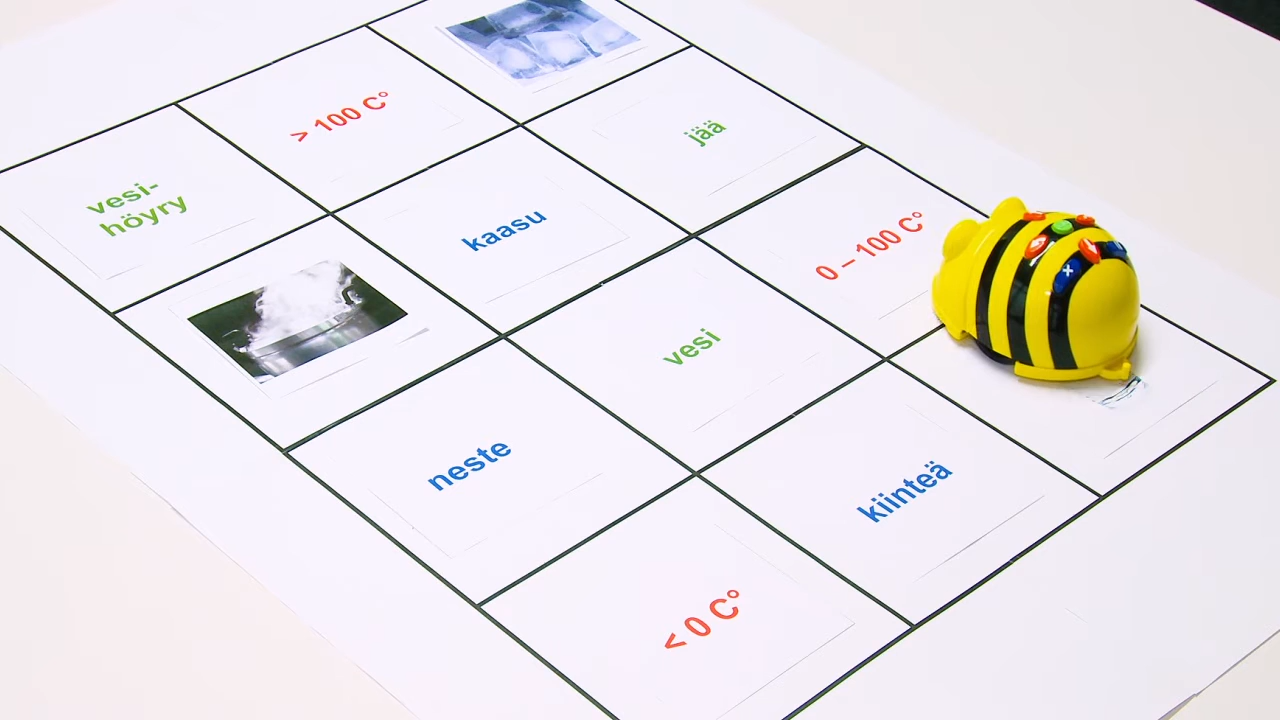 > 100 C°
jää
vesi-
höyry
kaasu
0 – 100 C°
vesi
neste
kiinteä
< 0 C°